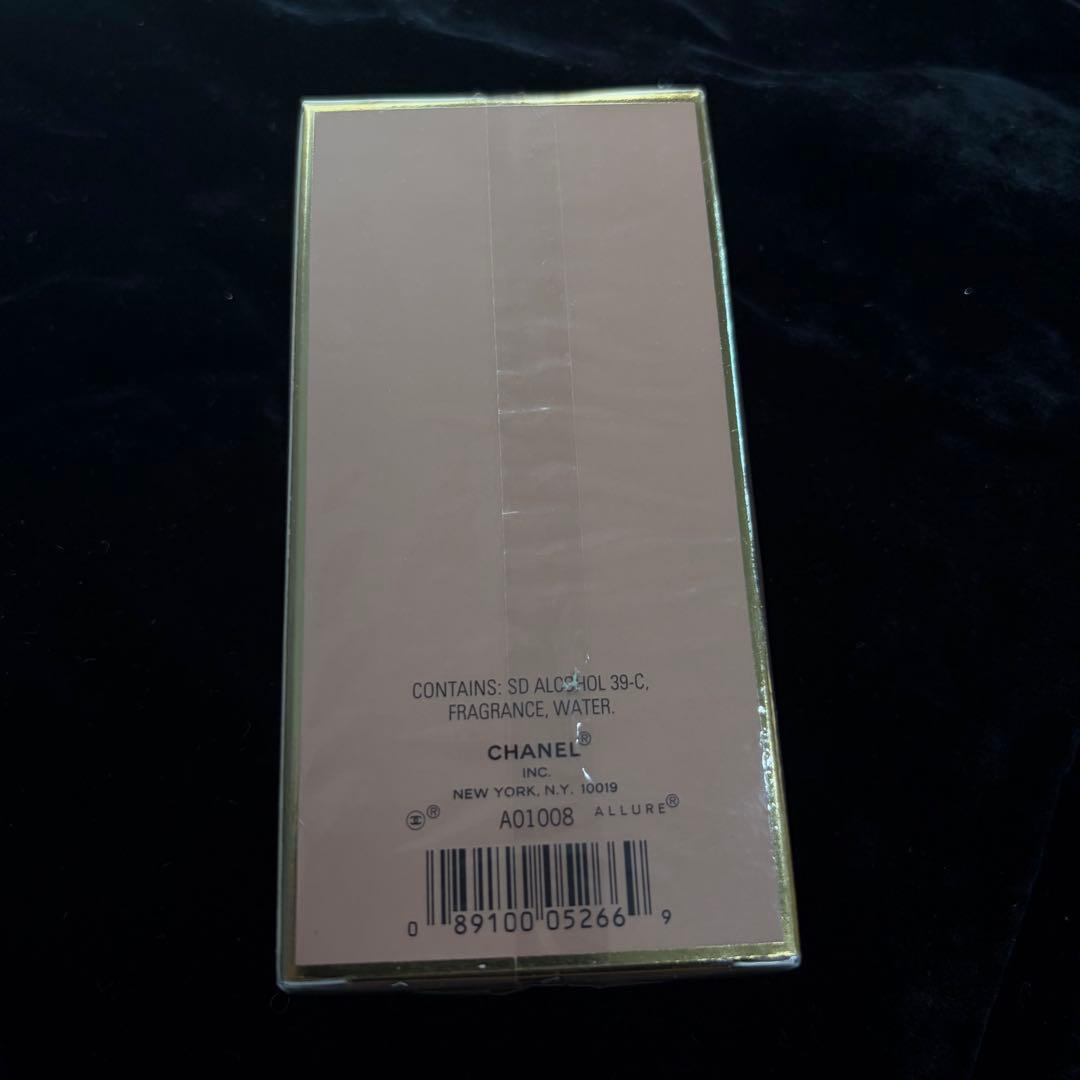 CONTAINS: SD ALCOHOL 39-C,
FRAGRANCE, WATER.
CHANEL®
INC.
NEW YORK, N.Y. 10019
® A01008 ALLURE®
0 89100 05266 9